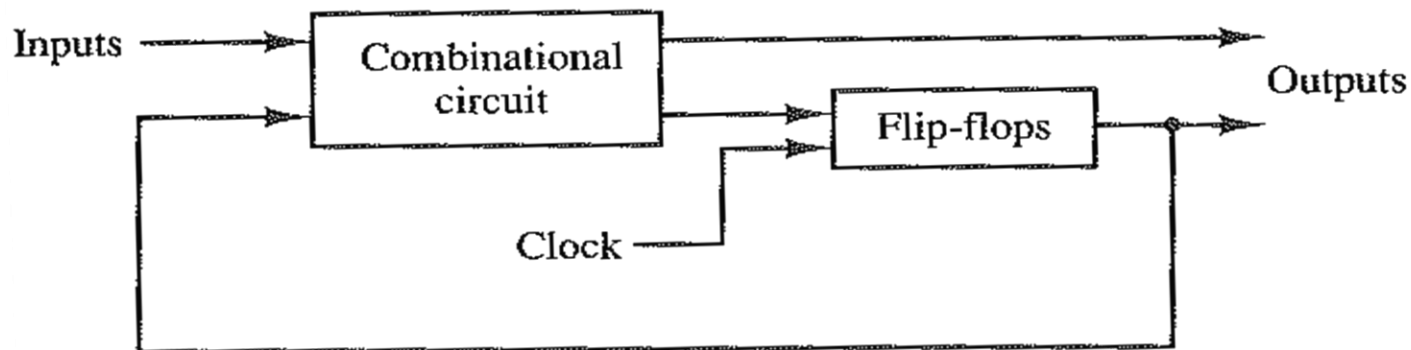 Inputs
Combinational
circuit
Outputs
Flip-flops
Clock